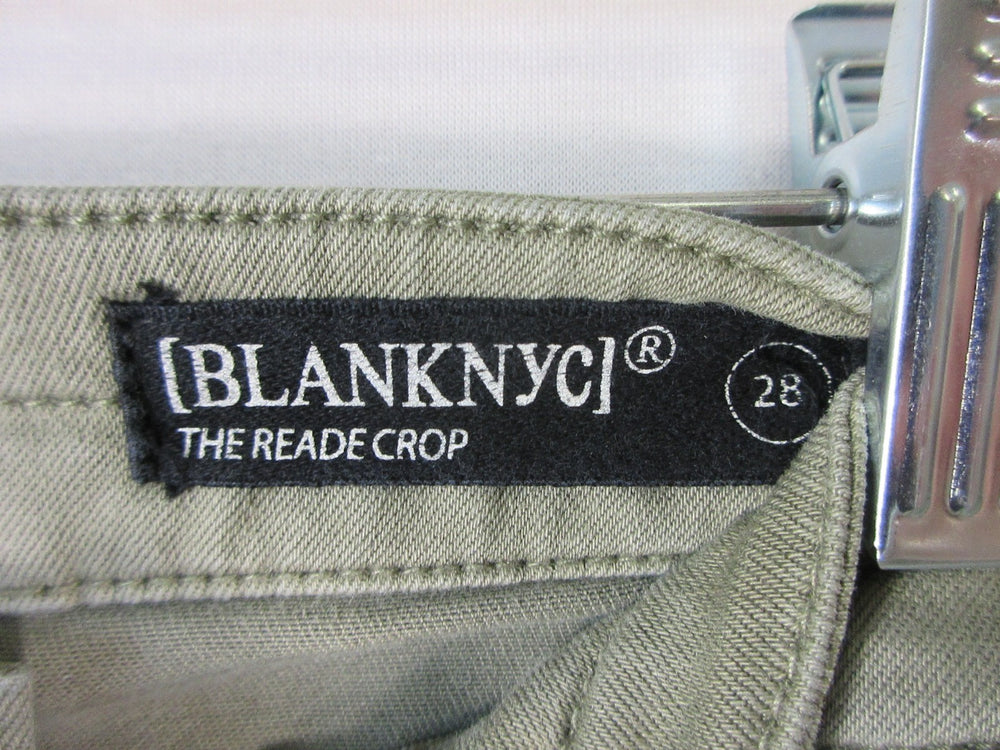 [BLANKNYC]®
28
THE READE CROP